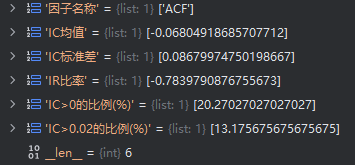 '因子名称' = {list: 1} ['ACF']
'IC均值' = {list: 1} [-0.06804918685707712]
'IC标准差' = {list: 1} [0.08679974750198667]
'IR比率' = {list: 1} [-0.7839790876755673]
'IC>0的比例(%)' = {list: 1} [20.27027027027027]
'IC>0.02的比例(%)' = {list: 1} [13.175675675675675]
10
01 __len__ = {int} 6